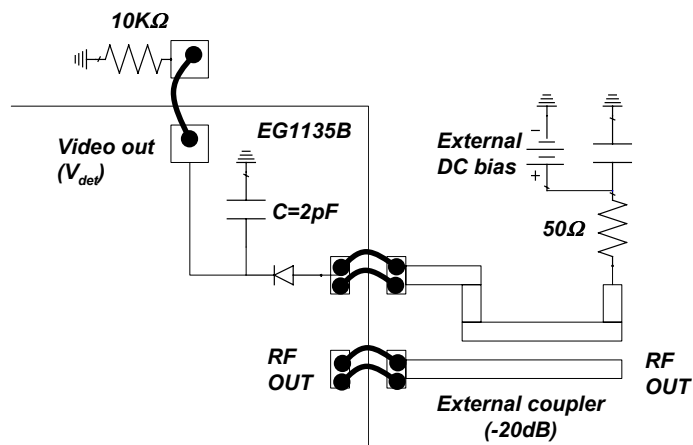 10KΩ
EG1135B
Video out
(Vdet)
C=2pF
External
DC bias
-
+
50Ω
RF
OUT
RF
OUT
External coupler
(-20dB)